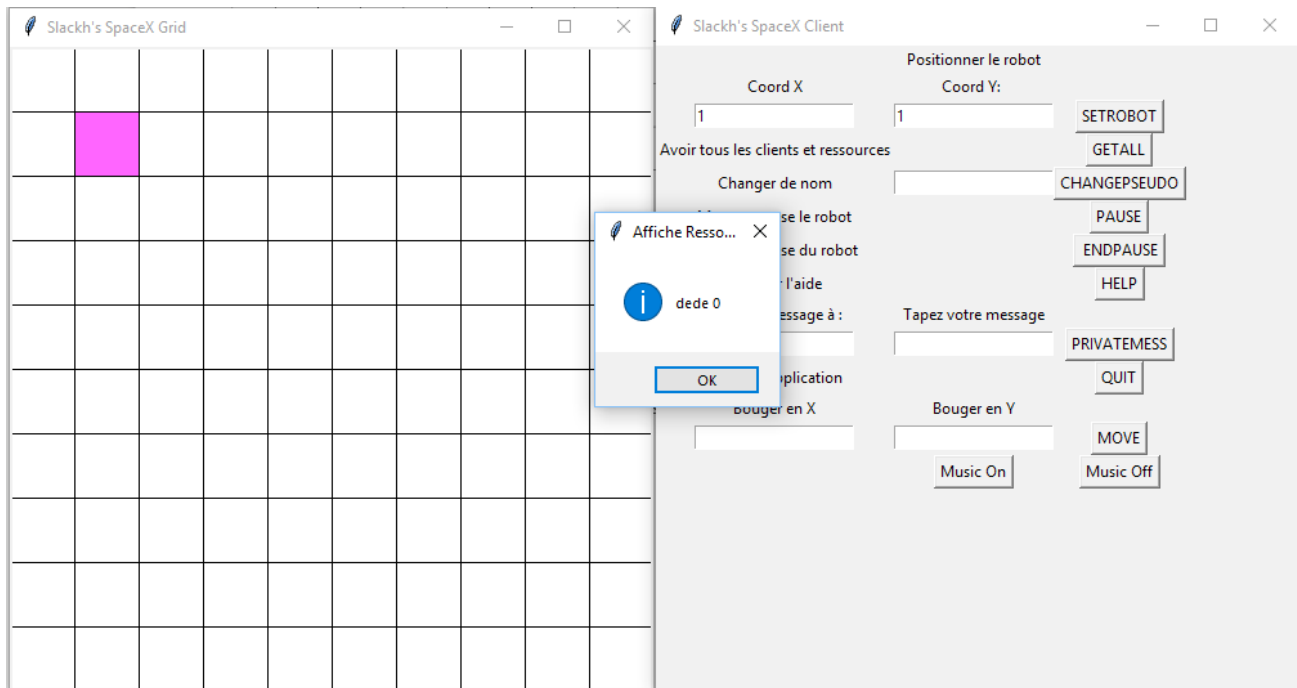 Slackh's SpaceX Grid
Slackh's SpaceX Client
Positionner le robot
Coord X Coord Y:
1 1 SETROBOT
Avoir tous les clients et ressources GETALL
Changer de nom CHANGEPSEUDO
se le robot PAUSE
Affiche Resso...
se du robot ENDPAUSE
l'aide HELP
dede 0
essage à : Tapez votre message
PRIVATEMESS
OK
plication QUIT
Bouger en X Bouger en Y
MOVE
Music On Music Off